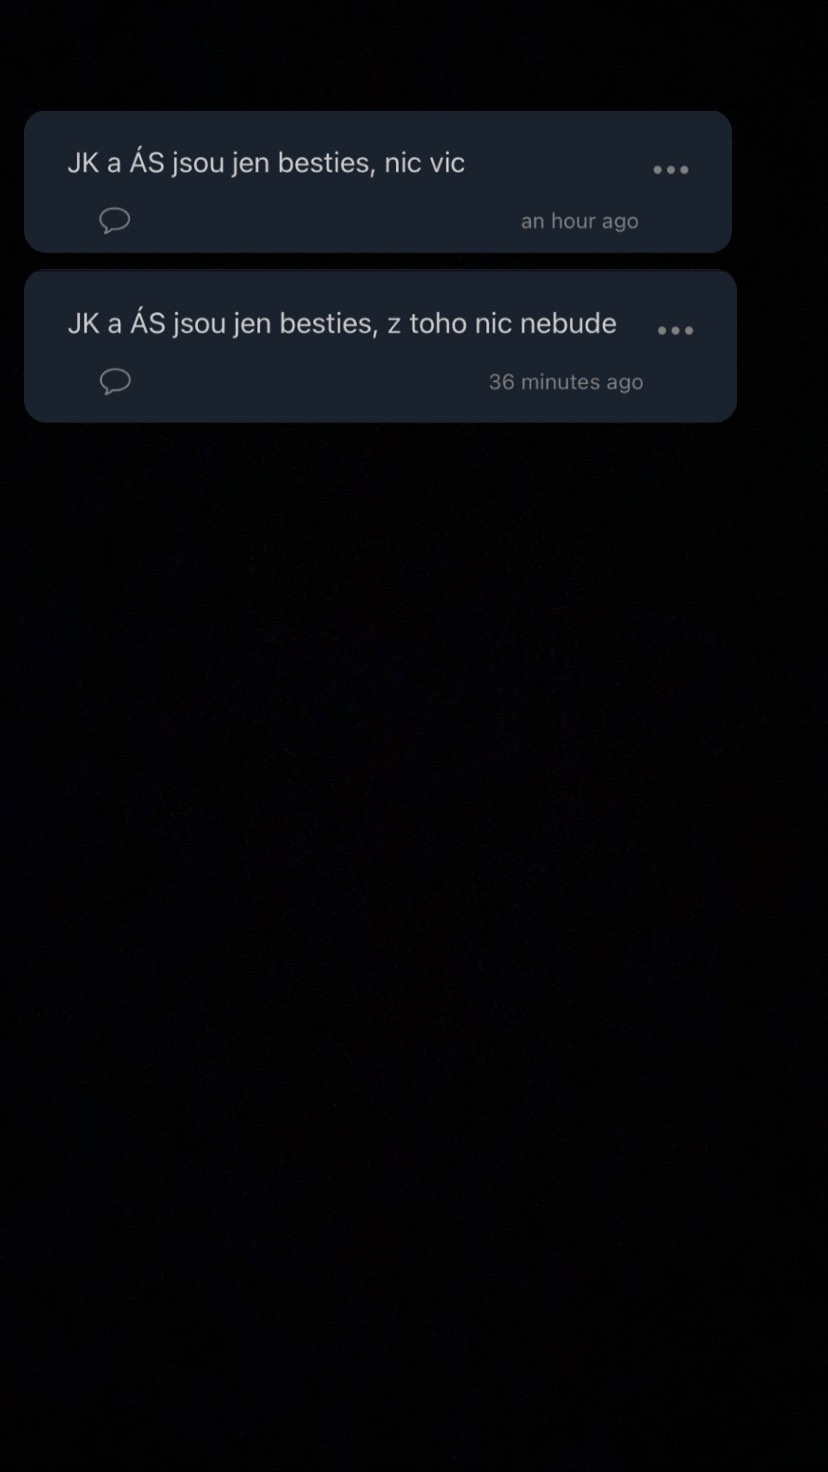 JK a ÁS jsou jen besties, nic vic
an hour ago
JK a ÁS jsou jen besties, z toho nic nebude
36 minutes ago